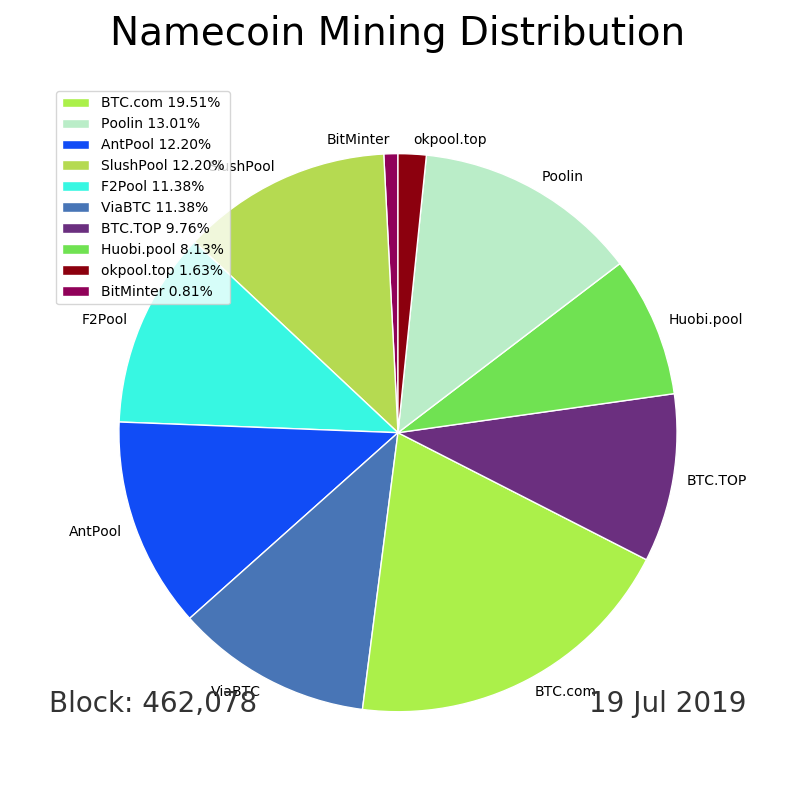 Namecoin Mining Distribution
BTC.com 19.51%
Poolin 13.01%
AntPool 12.20%
SlushPool 12.20%
F2Pool 11.38%
ViaBTC 11.38%
BTC.TOP 9.76%
Huobi.pool 8.13%
okpool.top 1.63%
BitMinter 0.81%
BitMinter
okpool.top
SlushPool
Poolin
F2Pool
Huobi.pool
BTC.TOP
AntPool
ViaBTC
BTC.com
Block: 462,078
19 Jul 2019